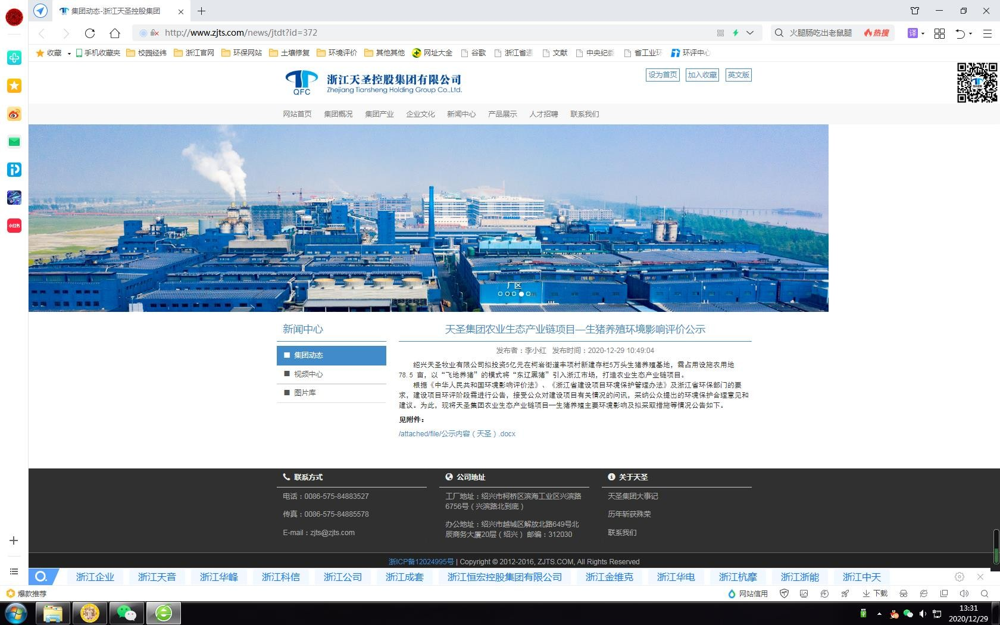 集团动态-浙江天圣控股集团
http://www.zjts.com/news/jtdt?id=372
火腿肠吃出老鼠腿
热搜
译
收藏 手机收藏夹 校园经纬 浙江官网 环保网站 土壤修复 环境评价 其他其他 网址大全 谷歌 浙江省 文献 中央纪委 省工业环 环评中心
QFC
浙江天圣控股集团有限公司
Zhejiang Tiansheng Holding Group Co.,Ltd.
设为首页 加入收藏 英文版
网站首页 集团概况 集团产业 企业文化 新闻中心 产品展示 人才招聘 联系我们
小红书
厂区
新闻中心
集团动态
视频中心
图片库
天圣集团农业生态产业链项目—生猪养殖环境影响评价公示
发布者：李小红 发布时间：2020-12-29 10:49:04
绍兴天圣牧业有限公司拟投资5亿元在柯岩街道丰项村新建存栏5万头生猪养殖基地，需占用设施农用地
78.5 亩，以“飞地养猪”的模式将“东辽黑猪”引入浙江市场，打造农业生态产业链项目。
根据《中华人民共和国环境影响评价法》、《浙江省建设项目环境保护管理办法》及浙江省环保部门的要
求，建设项目环评阶段需进行公告，接受公众对建设项目有关情况的问讯，采纳公众提出的环境保护合理意见和
建议。为此，现将天圣集团农业生态产业链项目—生猪养殖主要环境影响及拟采取措施等情况公告如下。
见附件：
/attached/file/公示内容（天圣）.docx
联系方式
电话：0086-575-84883527
传真：0086-575-84885578
E-mail：zjts@zjts.com
公司地址
工厂地址：绍兴市柯桥区滨海工业区兴滨路
6756号（兴滨路北到底）
办公地址：绍兴市越城区解放北路649号北
辰商务大厦20层（绍兴） 邮编：312030
关于天圣
天圣集团大事记
历年斩获殊荣
联系我们
浙ICP备12024995号 | Copyright © 2012-2016, ZJTS.COM, All Rights Reserved
浙江企业 浙江天音 浙江华峰 浙江科信 浙江公司 浙江成套 浙江恒宏控股集团有限公司 浙江金维克 浙江华电 浙江杭摩 浙江浙能 浙江中天
爆款推荐
网站信用
下载
13:31
2020/12/29